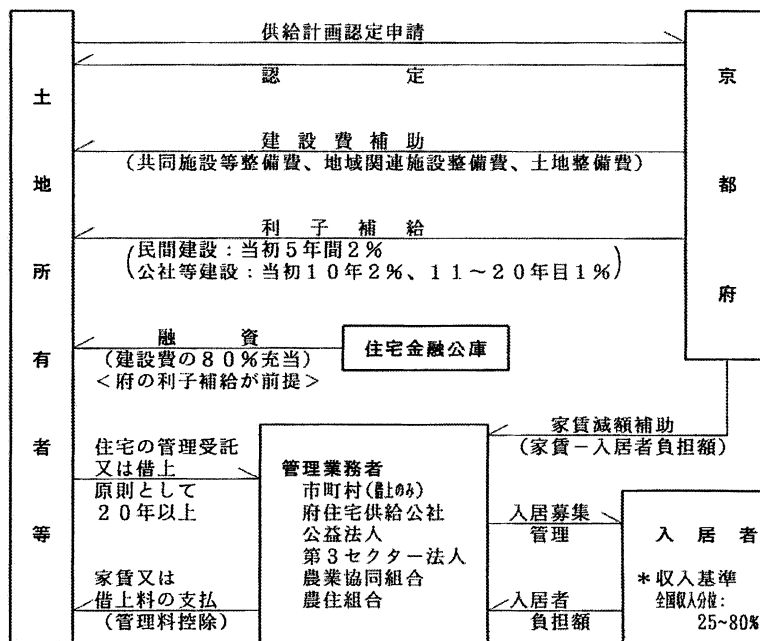 供給計画認定申請
認定
建設費補助
(共同施設等整備費、地域関連施設整備費、土地整備費)
利子補給
(民間建設：当初5年間2%
公社等建設：当初10年2%、11～20年目1%)
融資
(建設費の80%充当)
<府の利子補給が前提>
住宅金融公庫
土地所有者等
京都府
家賃減額補助
(家賃－入居者負担額)
住宅の管理受託
又は借上
原則として
20年以上
家賃又は
借上料の支払
(管理料控除)
管理業務者
市町村(借上のみ)
府住宅供給公社
公益法人
第3セクター法人
農業協同組合
農住組合
入居募集
管理
入居者
負担額
入居者
*収入基準
全国収入分位：
25~80%